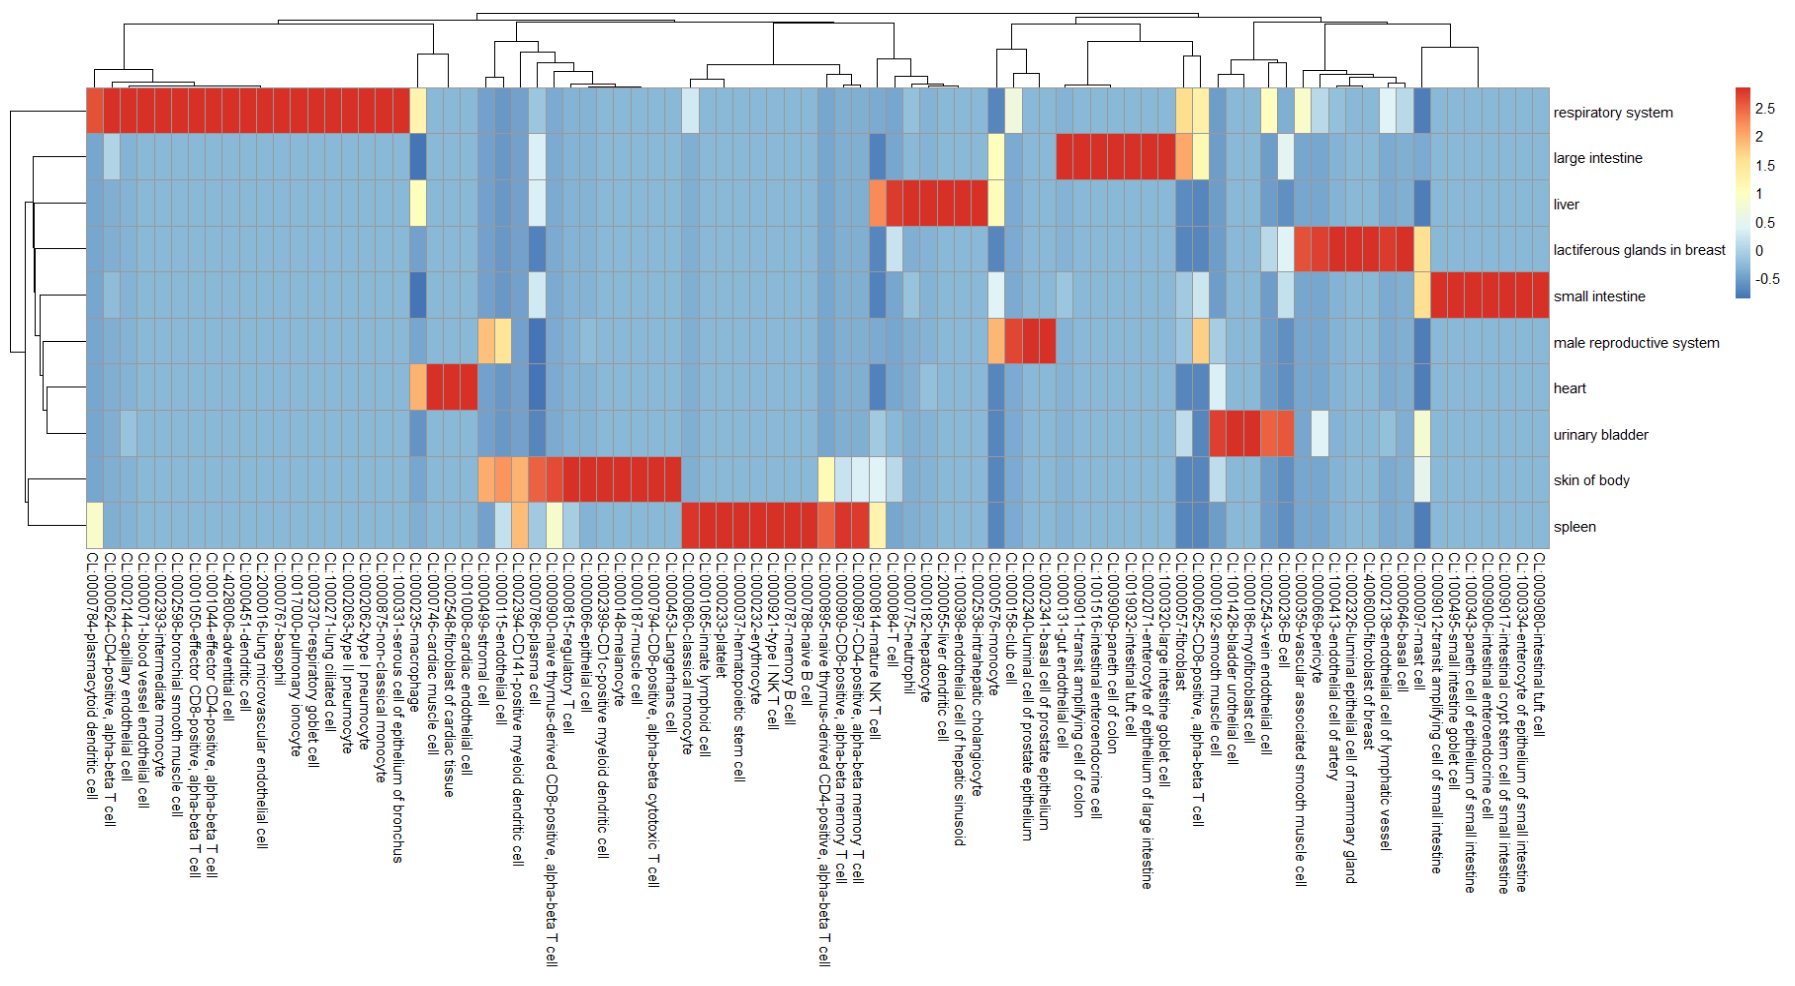 respiratory system
large intestine
liver
lactiferous glands in breast
small intestine
male reproductive system
heart
urinary bladder
skin of body
spleen
2.5
2
1.5
1
0.5
0
-0.5
CL:0000784-plasmacytoid dendritic cell
CL:0000624-CD4-positive, alpha-beta T cell
CL:0002144-capillary endothelial cell
CL:0000071-blood vessel endothelial cell
CL:0002393-intermediate monocyte
CL:0002598-bronchial smooth muscle cell
CL:0001050-effector CD8-positive, alpha-beta T cell
CL:0001044-effector CD4-positive, alpha-beta T cell
CL:4028006-adventitial cell
CL:0000451-dendritic cell
CL:2000016-lung microvascular endothelial cell
CL:0000767-basophil
CL:0017000-pulmonary ionocyte
CL:0002370-respiratory goblet cell
CL:1000271-lung ciliated cell
CL:0002063-type II pneumocyte
CL:0002062-type I pneumocyte
CL:0000875-non-classical monocyte
CL:1000331-serous cell of epithelium of bronchus
CL:0000235-macrophage
CL:0000746-cardiac muscle cell
CL:0002548-fibroblast of cardiac tissue
CL:0010008-cardiac endothelial cell
CL:0000499-stromal cell
CL:0000115-endothelial cell
CL:0002394-CD141-positive myeloid dendritic cell
CL:0000786-plasma cell
CL:0000900-naive thymus-derived CD8-positive, alpha-beta T cell
CL:0000815-regulatory T cell
CL:0000066-epithelial cell
CL:0002399-CD1c-positive myeloid dendritic cell
CL:0000148-melanocyte
CL:0000187-muscle cell
CL:0000794-CD8-positive, alpha-beta cytotoxic T cell
CL:0000453-Langerhans cell
CL:0000860-classical monocyte
CL:0001065-innate lymphoid cell
CL:0000233-platelet
CL:0000037-hematopoietic stem cell
CL:0000232-erythrocyte
CL:0000921-type I NK T cell
CL:0000787-memory B cell
CL:0000788-naive B cell
CL:0000895-naive thymus-derived CD4-positive, alpha-beta T cell
CL:0000909-CD8-positive, alpha-beta memory T cell
CL:0000897-CD4-positive, alpha-beta memory T cell
CL:0000814-mature NK T cell
CL:0000084-T cell
CL:0000775-neutrophil
CL:0000182-hepatocyte
CL:2000055-liver dendritic cell
CL:1000398-endothelial cell of hepatic sinusoid
CL:0002538-intrahepatic cholangiocyte
CL:0000576-monocyte
CL:0000158-club cell
CL:0002340-luminal cell of prostate epithelium
CL:0002341-basal cell of prostate epithelium
CL:0000131-gut endothelial cell
CL:0009011-transit amplifying cell of colon
CL:1001516-intestinal enteroendocrine cell
CL:0009009-paneth cell of colon
CL:0019032-intestinal tuft cell
CL:0002071-enterocyte of epithelium of large intestine
CL:1000320-large intestine goblet cell
CL:0000057-fibroblast
CL:0000625-CD8-positive, alpha-beta T cell
CL:0000192-smooth muscle cell
CL:1001428-bladder urothelial cell
CL:0000186-myofibroblast cell
CL:0002543-vein endothelial cell
CL:0000236-B cell
CL:0000359-vascular associated smooth muscle cell
CL:0000669-pericyte
CL:1000413-endothelial cell of artery
CL:0002326-luminal epithelial cell of mammary gland
CL:4006000-fibroblast of breast
CL:0002138-endothelial cell of lymphatic vessel
CL:0000646-basal cell
CL:0000097-mast cell
CL:0009012-transit amplifying cell of small intestine
CL:1000495-small intestine goblet cell
CL:1000343-paneth cell of epithelium of small intestine
CL:0009006-intestinal enteroendocrine cell
CL:0009017-intestinal crypt stem cell of small intestine
CL:1000334-enterocyte of epithelium of small intestine
CL:0009080-intestinal tuft cell